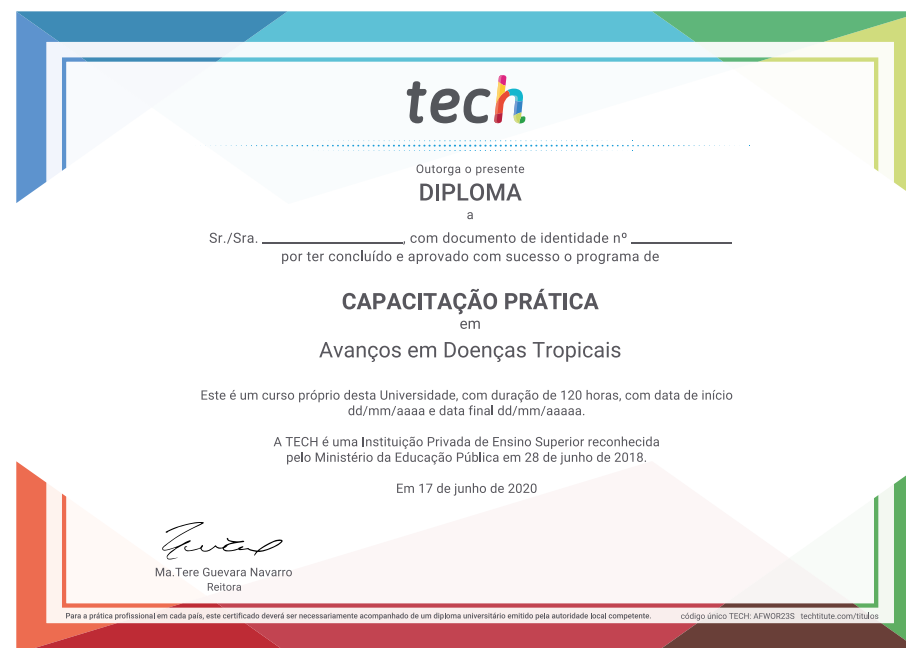 tech
Outorga o presente
DIPLOMA
a
Sr./Sra. , com documento de identidade nº
por ter concluído e aprovado com sucesso o programa de
CAPACITAÇÃO PRÁTICA
em
Avanços em Doenças Tropicais
Este é um curso próprio desta Universidade, com duração de 120 horas, com data de início
dd/mm/aaaa e data final dd/mm/aaaaa.
A TECH é uma Instituição Privada de Ensino Superior reconhecida
pelo Ministério da Educação Pública em 28 de junho de 2018.
Em 17 de junho de 2020
Ma.Tere Guevara Navarro
Reitora
Para a prática profissional em cada país, este certificado deverá ser necessariamente acompanhado de um diploma universitário emitido pela autoridade local competente. código único TECH: AFWOR23S techtitute.com/titulos